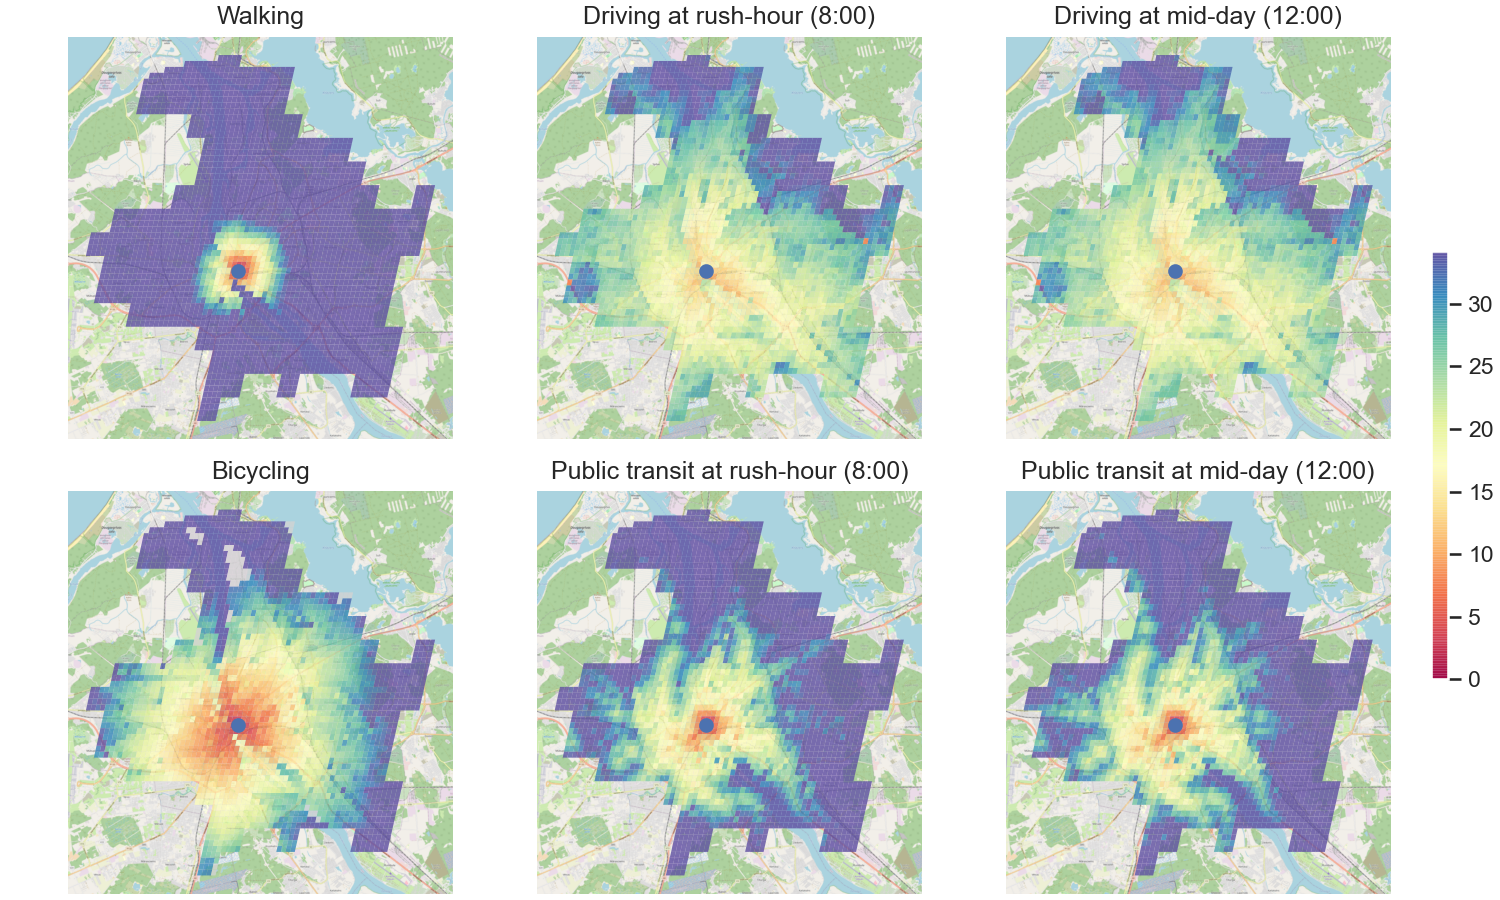 Walking
Driving at rush-hour (8:00)
Driving at mid-day (12:00)
30
25
20
15
10
5
0
Bicycling
Public transit at rush-hour (8:00)
Public transit at mid-day (12:00)